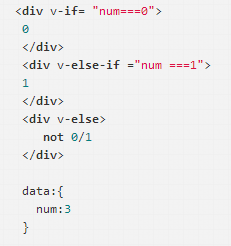 <div v-if= "num===0">
0
</div>
<div v-else-if ="num ===1">
1
</div>
<div v-else>
not 0/1
</div>
data:{
num:3
}